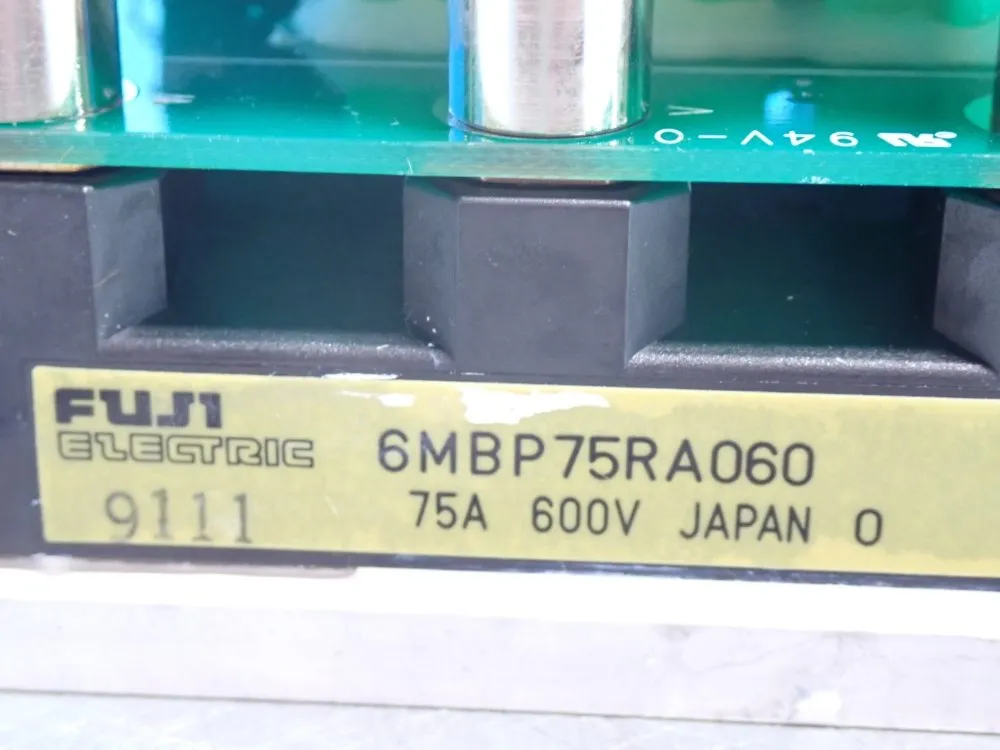 V
94V-0
FUJI
ELECTRIC
6MBP75RA060
9111
75A 600V JAPAN 0